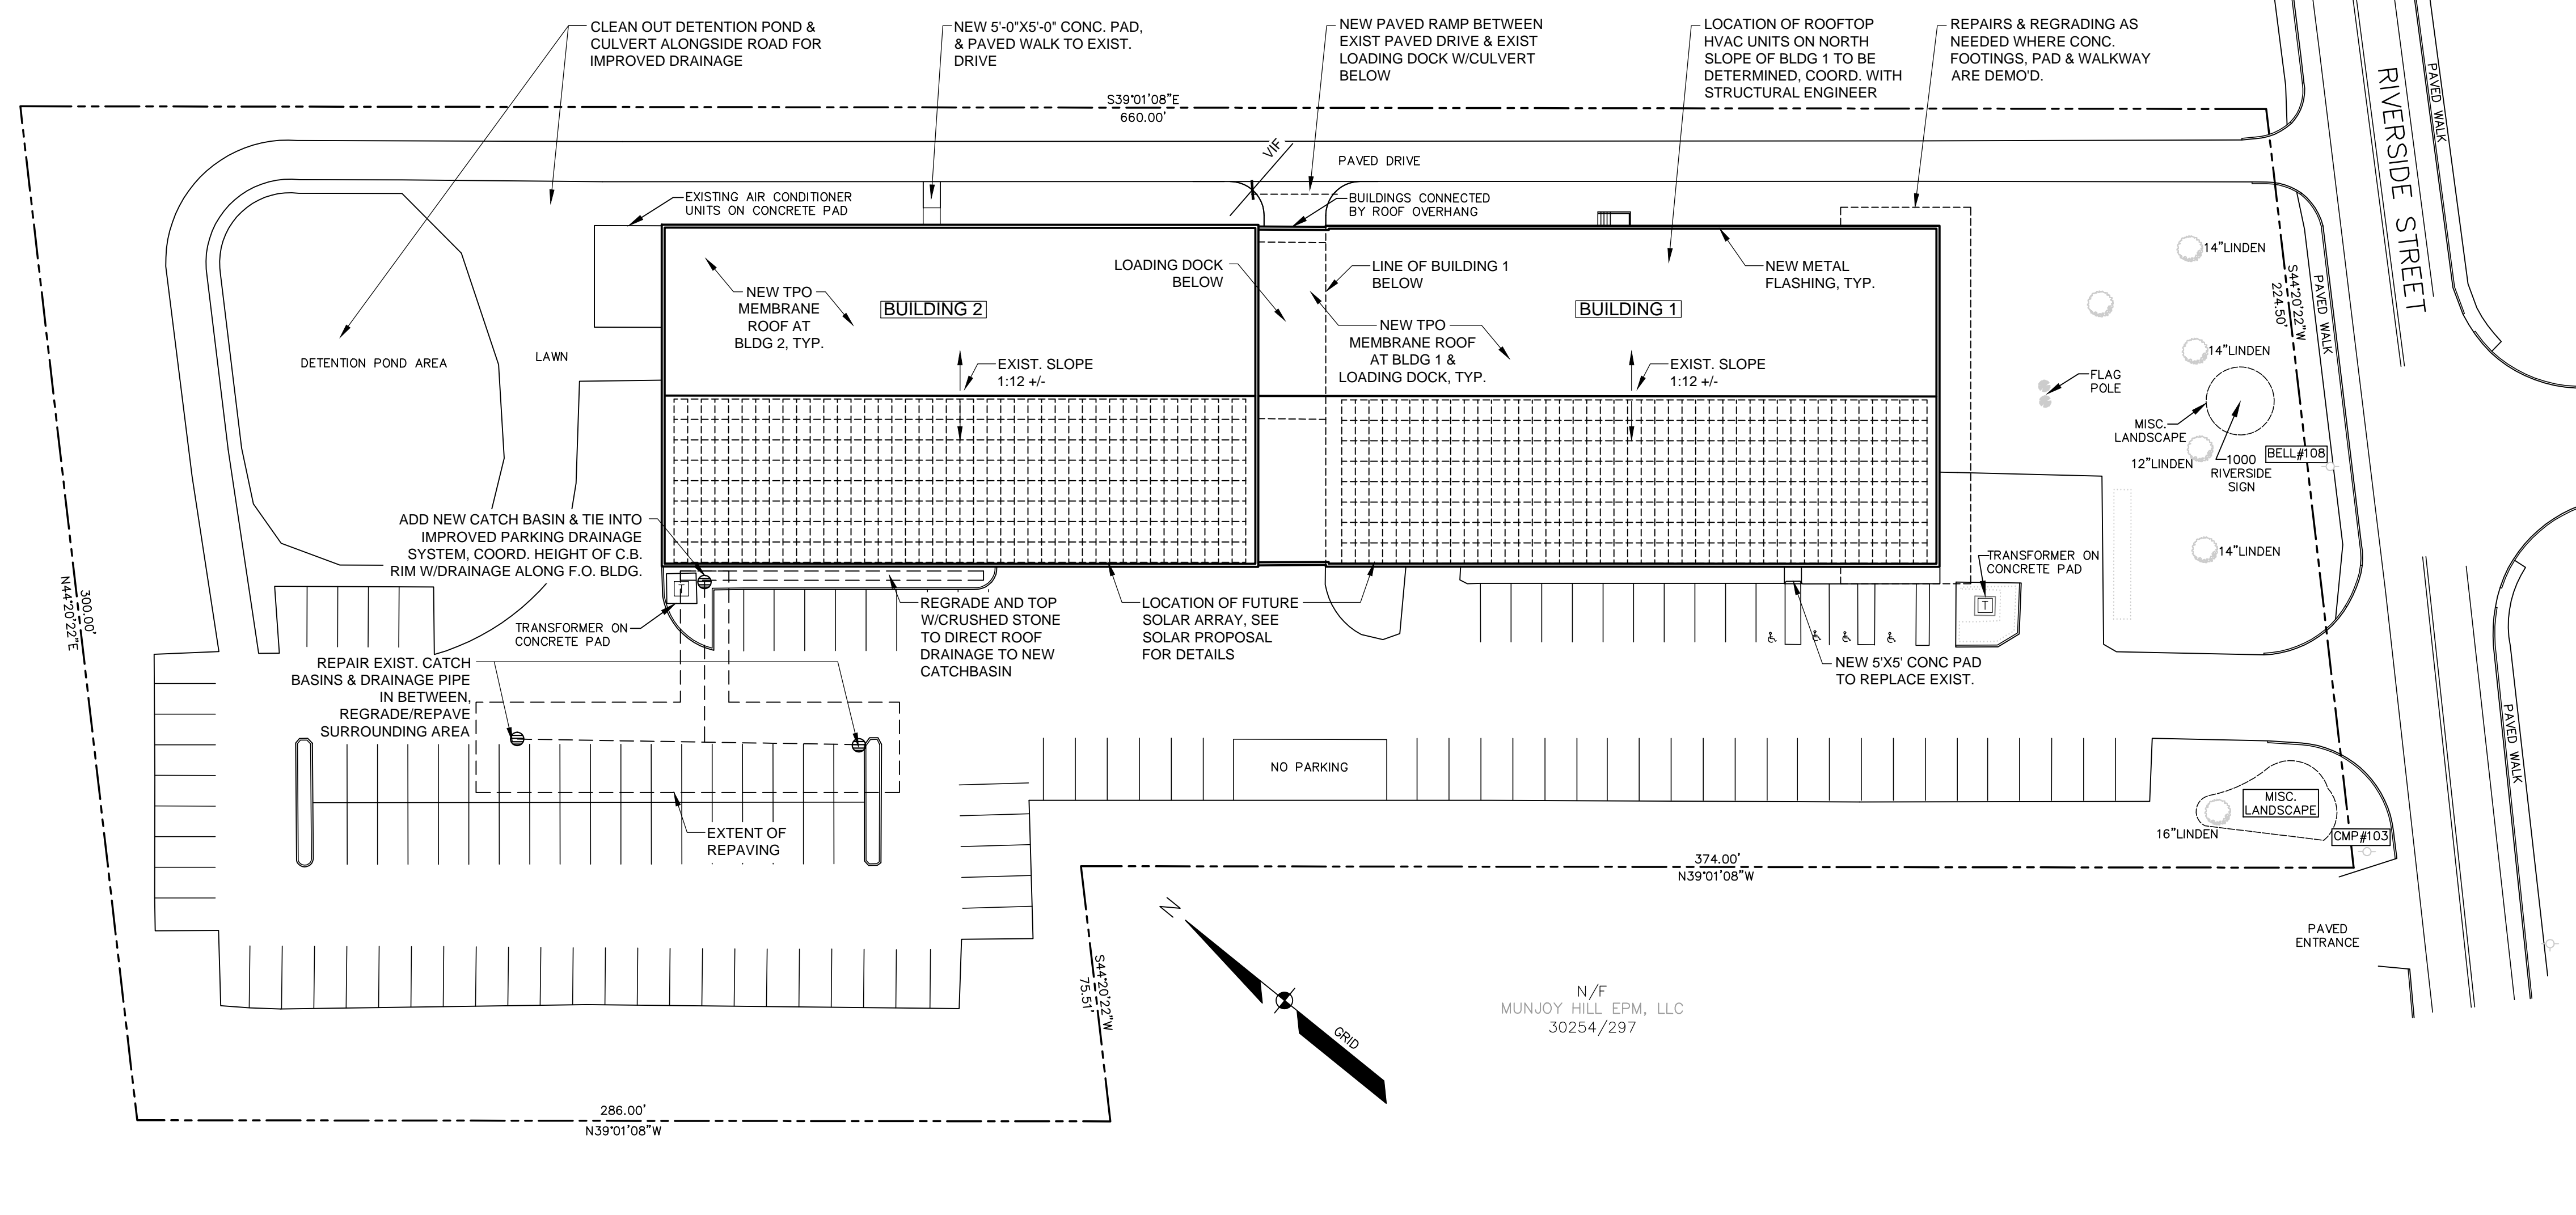 CLEAN OUT DETENTION POND &
CULVERT ALONGSIDE ROAD FOR
IMPROVED DRAINAGE
NEW 5'-0"X5'-0" CONC. PAD,
& PAVED WALK TO EXIST.
DRIVE
NEW PAVED RAMP BETWEEN
EXIST PAVED DRIVE & EXIST
LOADING DOCK W/CULVERT
BELOW
LOCATION OF ROOFTOP
HVAC UNITS ON NORTH
SLOPE OF BLDG 1 TO BE
DETERMINED, COORD. WITH
STRUCTURAL ENGINEER
REPAIRS & REGRADING AS
NEEDED WHERE CONC.
FOOTINGS, PAD & WALKWAY
ARE DEMO'D.
RIVERSIDE STREET
PAVED WALK
S39°01'08"E
660.00'
VIF
PAVED DRIVE
EXISTING AIR CONDITIONER
UNITS ON CONCRETE PAD
BUILDINGS CONNECTED
BY ROOF OVERHANG
14"LINDEN
S44°20'22"W
224.50'
PAVED WALK
LOADING DOCK
BELOW
LINE OF BUILDING 1
BELOW
NEW METAL
FLASHING, TYP.
NEW TPO
MEMBRANE
ROOF AT
BLDG 2, TYP.
BUILDING 2
BUILDING 1
NEW TPO
MEMBRANE ROOF
AT BLDG 1 &
LOADING DOCK, TYP.
DETENTION POND AREA
LAWN
EXIST. SLOPE
1:12 +/-
EXIST. SLOPE
1:12 +/-
14"LINDEN
FLAG
POLE
MISC.
LANDSCAPE
12"LINDEN
1000
RIVERSIDE
SIGN
BELL#108
14"LINDEN
ADD NEW CATCH BASIN & TIE INTO
IMPROVED PARKING DRAINAGE
SYSTEM, COORD. HEIGHT OF C.B.
RIM W/DRAINAGE ALONG F.O. BLDG.
TRANSFORMER ON
CONCRETE PAD
T
T
N44°20'22"E
300.00'
TRANSFORMER ON
CONCRETE PAD
REGRADE AND TOP
W/CRUSHED STONE
TO DIRECT ROOF
DRAINAGE TO NEW
CATCHBASIN
LOCATION OF FUTURE
SOLAR ARRAY, SEE
SOLAR PROPOSAL
FOR DETAILS
NEW 5'X5' CONC PAD
TO REPLACE EXIST.
REPAIR EXIST. CATCH
BASINS & DRAINAGE PIPE
IN BETWEEN,
REGRADE/REPAVE
SURROUNDING AREA
PAVED WALK
NO PARKING
MISC.
LANDSCAPE
16"LINDEN
CMP#103
EXTENT OF
REPAVING
374.00'
N39°01'08"W
N
GRID
PAVED
ENTRANCE
S44°20'22"W
75.51'
N/F
MUNJOY HILL EPM, LLC
30254/297
286.00'
N39°01'08"W